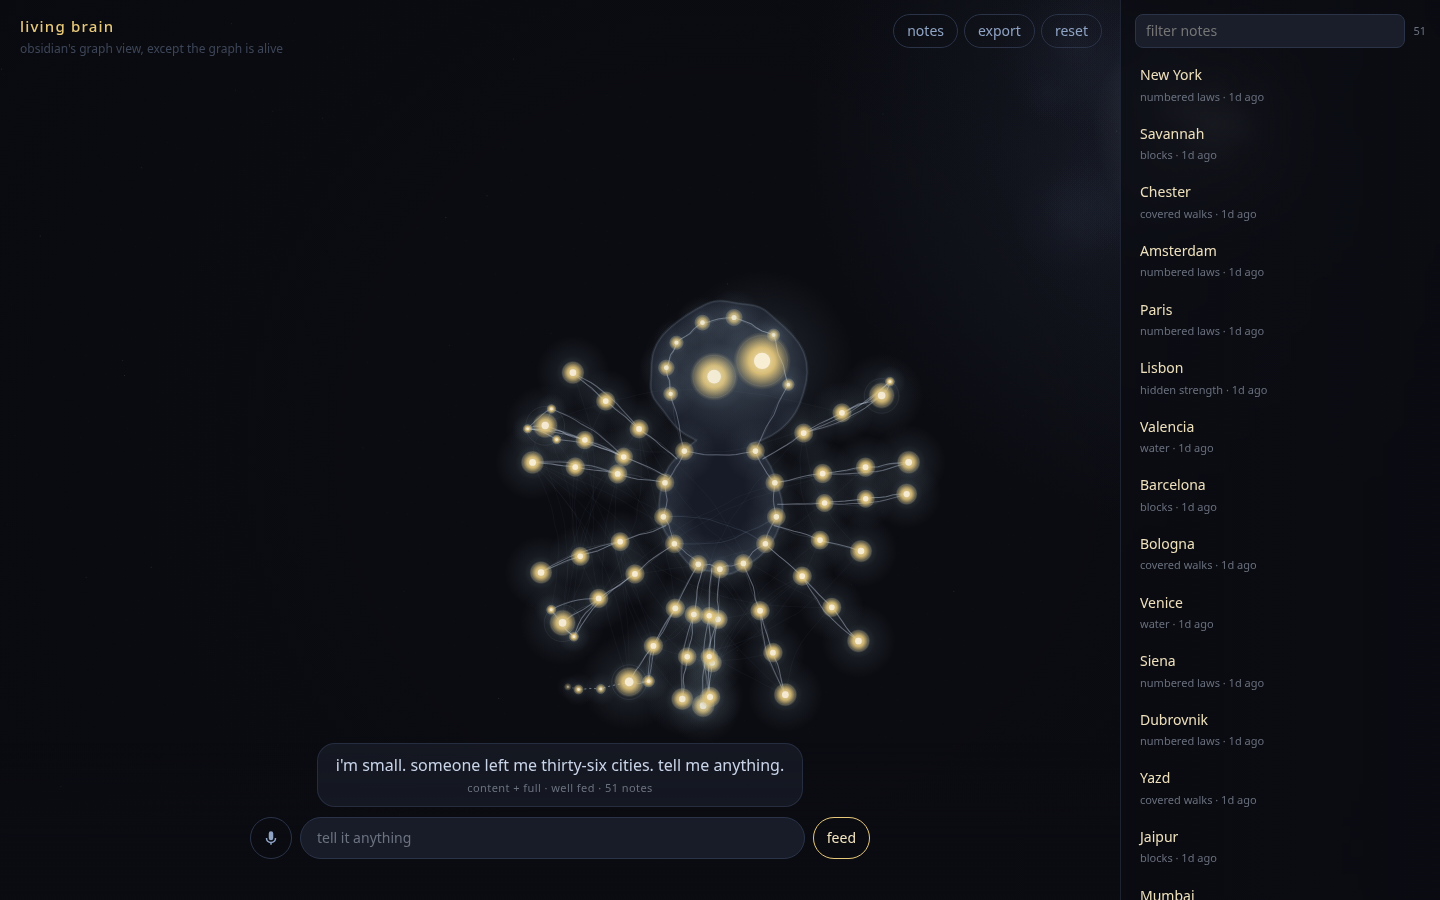 living brain
obsidian's graph view, except the graph is alive
notes
export
reset
filter notes
51
New York
numbered laws · 1d ago
Savannah
blocks · 1d ago
Chester
covered walks · 1d ago
Amsterdam
numbered laws · 1d ago
Paris
numbered laws · 1d ago
Lisbon
hidden strength · 1d ago
Valencia
water · 1d ago
Barcelona
blocks · 1d ago
Bologna
covered walks · 1d ago
Venice
water · 1d ago
Siena
numbered laws · 1d ago
Dubrovnik
numbered laws · 1d ago
Yazd
covered walks · 1d ago
Jaipur
blocks · 1d ago
Mumbai
i'm small. someone left me thirty-six cities. tell me anything.
content + full · well fed · 51 notes
tell it anything
feed